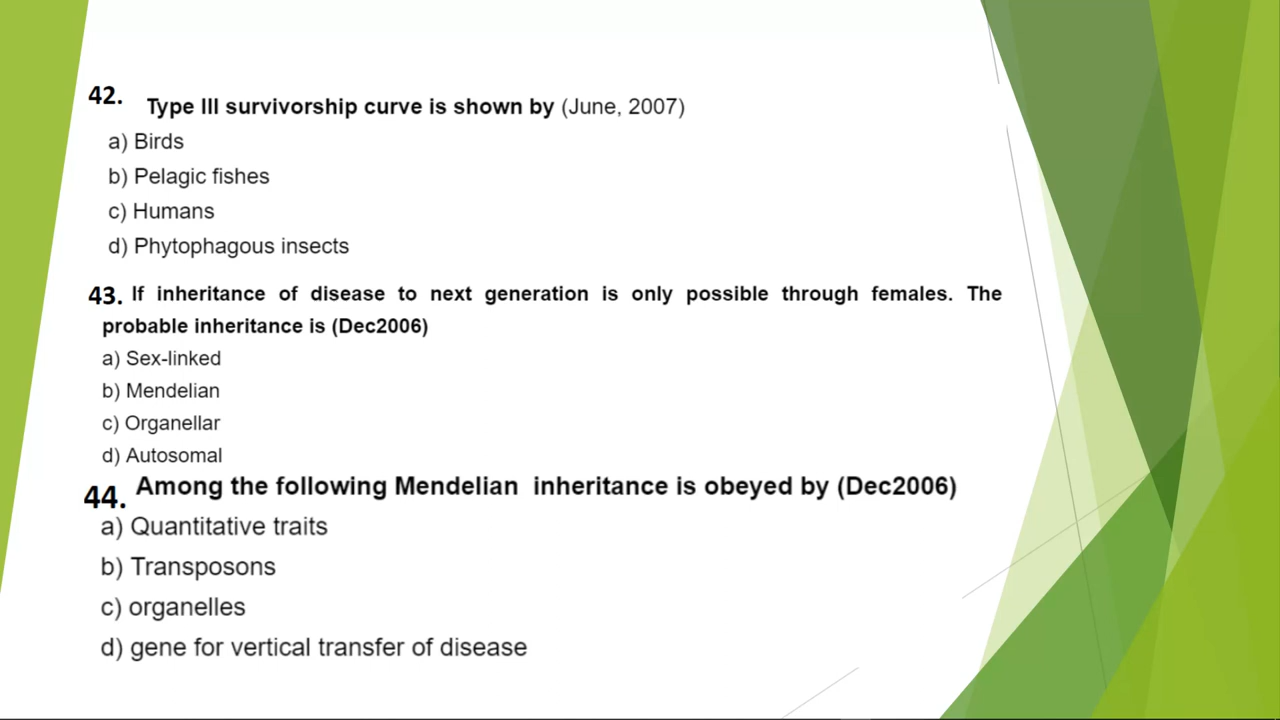 42. Type III survivorship curve is shown by (June, 2007)
a) Birds
b) Pelagic fishes
c) Humans
d) Phytophagous insects
43. If inheritance of disease to next generation is only possible through females. The
probable inheritance is (Dec2006)
a) Sex-linked
b) Mendelian
c) Organellar
d) Autosomal
44. Among the following Mendelian inheritance is obeyed by (Dec2006)
a) Quantitative traits
b) Transposons
c) organelles
d) gene for vertical transfer of disease